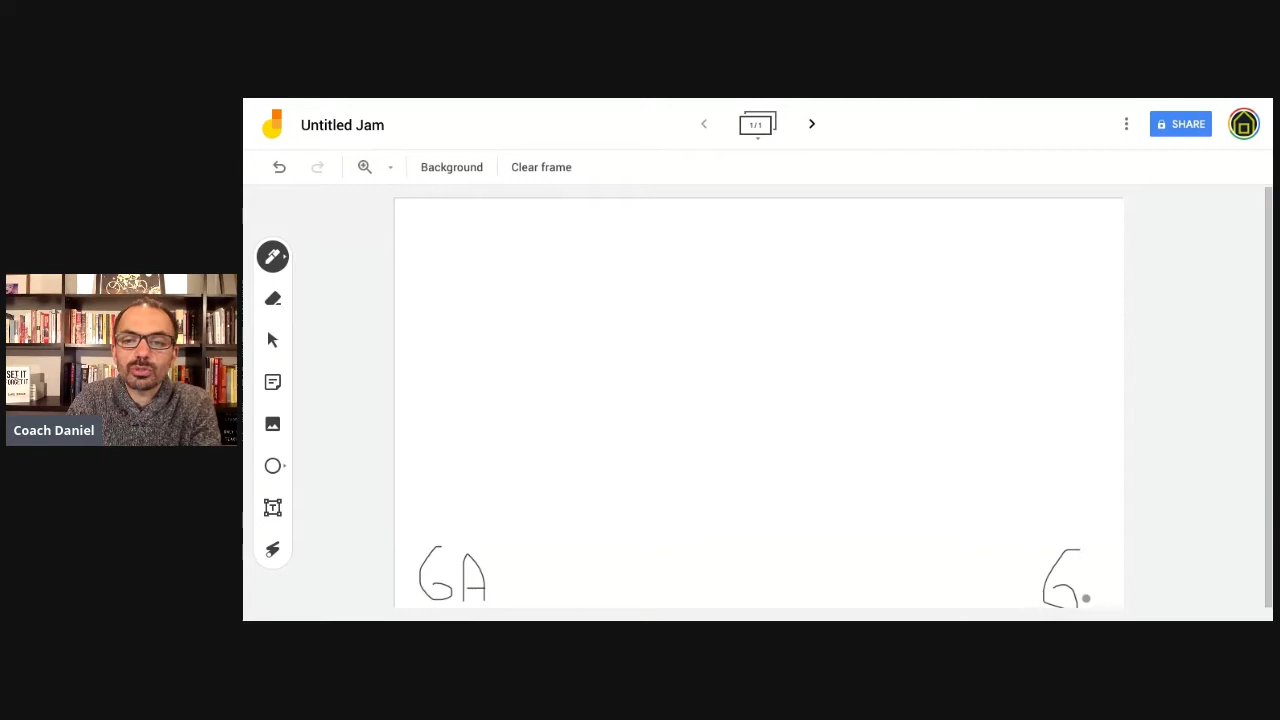 Untitled Jam
1/1
SHARE
Background
Clear frame
SET IT
FORGET IT
Coach Daniel
GA
G